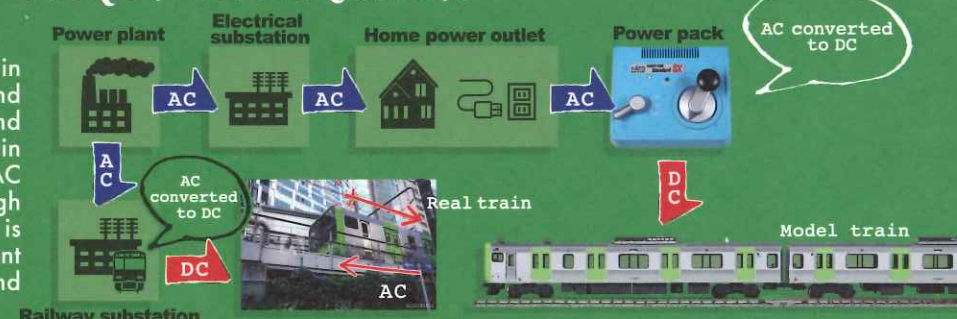 Power plant
Electrical
substation
Home power outlet
Power pack
AC converted
to DC
in
nd
nd
in
AC
gh
is
nt
nd
AC
AC
AC
A
C
AC
converted
to DC
DC
Real train
AC
D
C
Model train
Railway substation